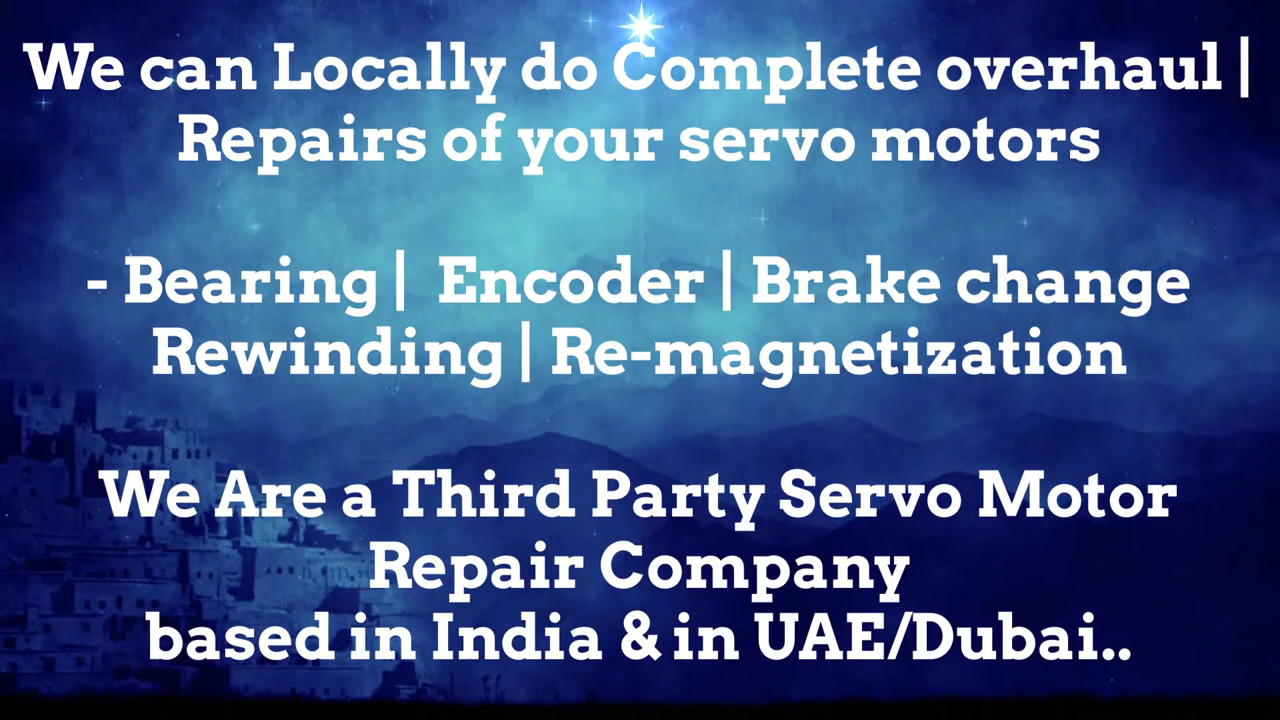 We can Locally do Complete overhaul |
Repairs of your servo motors
- Bearing | Encoder | Brake change
Rewinding | Re-magnetization
We Are a Third Party Servo Motor
Repair Company
based in India & in UAE/Dubai..